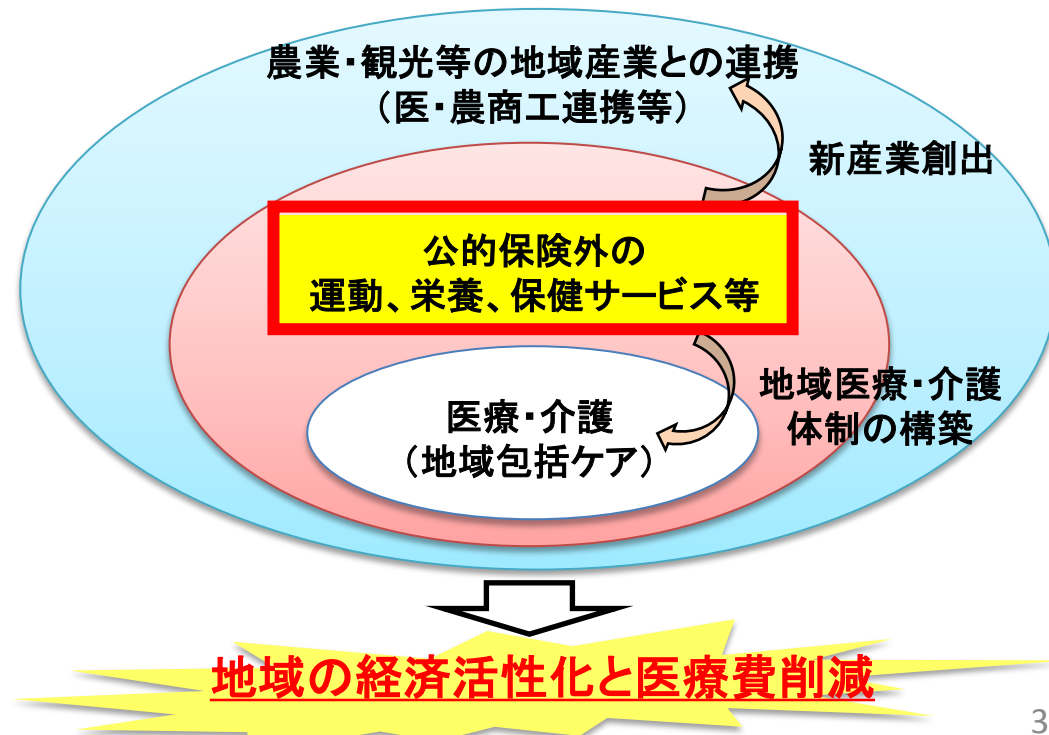 農業・観光等の地域産業との連携
（医・農商工連携等）
新産業創出
公的保険外の
運動、栄養、保健サービス等
地域医療・介護
体制の構築
医療・介護
（地域包括ケア）
地域の経済活性化と医療費削減
3